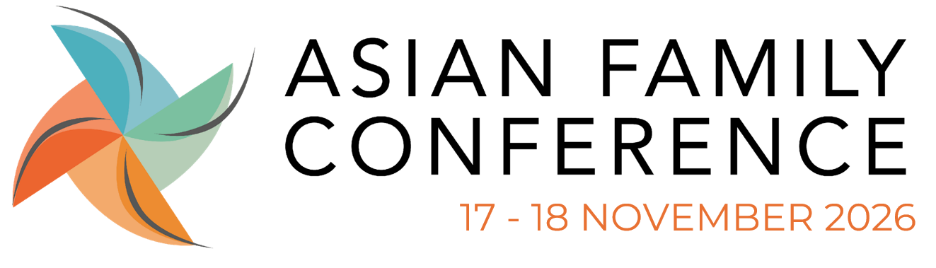 ASIAN FAMILY
CONFERENCE
17 - 18 NOVEMBER 2026